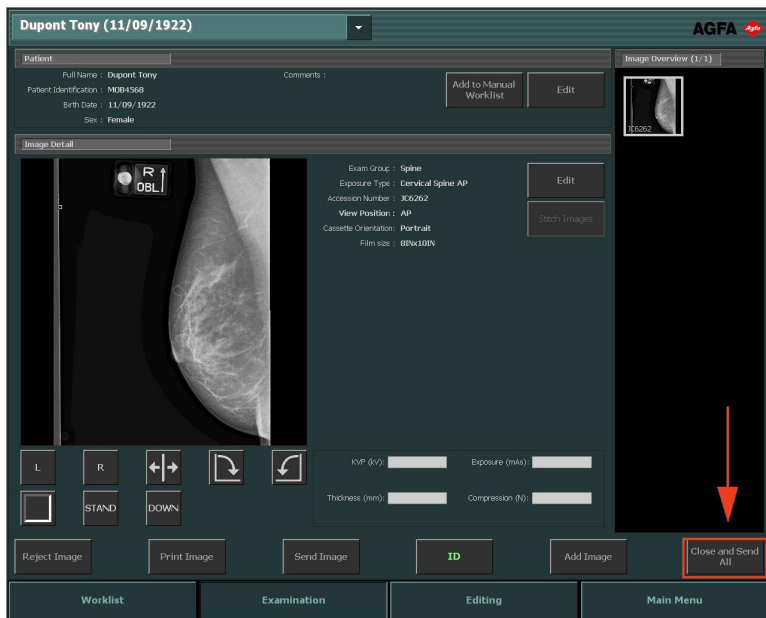 Dupont Tony (11/09/1922)
AGFA
Agfa
Patient
Full Name : Dupont Tony
Patient Identification : MOB4568
Birth Date : 11/09/1922
Sex : Female
Comments :
Add to Manual
Worklist
Edit
Image Overview (1/1)
JC6262
Image Detail
R
OBL
Exam Group : Spine
Exposure Type : Cervical Spine AP
Accession Number : JC6262
View Position : AP
Cassette Orientation: Portrait
Film size : 8INx10IN
Edit
Stitch Images
L
R
STAND
DOWN
KVP (kV):
Exposure (mAs):
Thickness (mm):
Compression (N):
Reject Image
Print Image
Send Image
ID
Add Image
Close and Send
All
Worklist
Examination
Editing
Main Menu